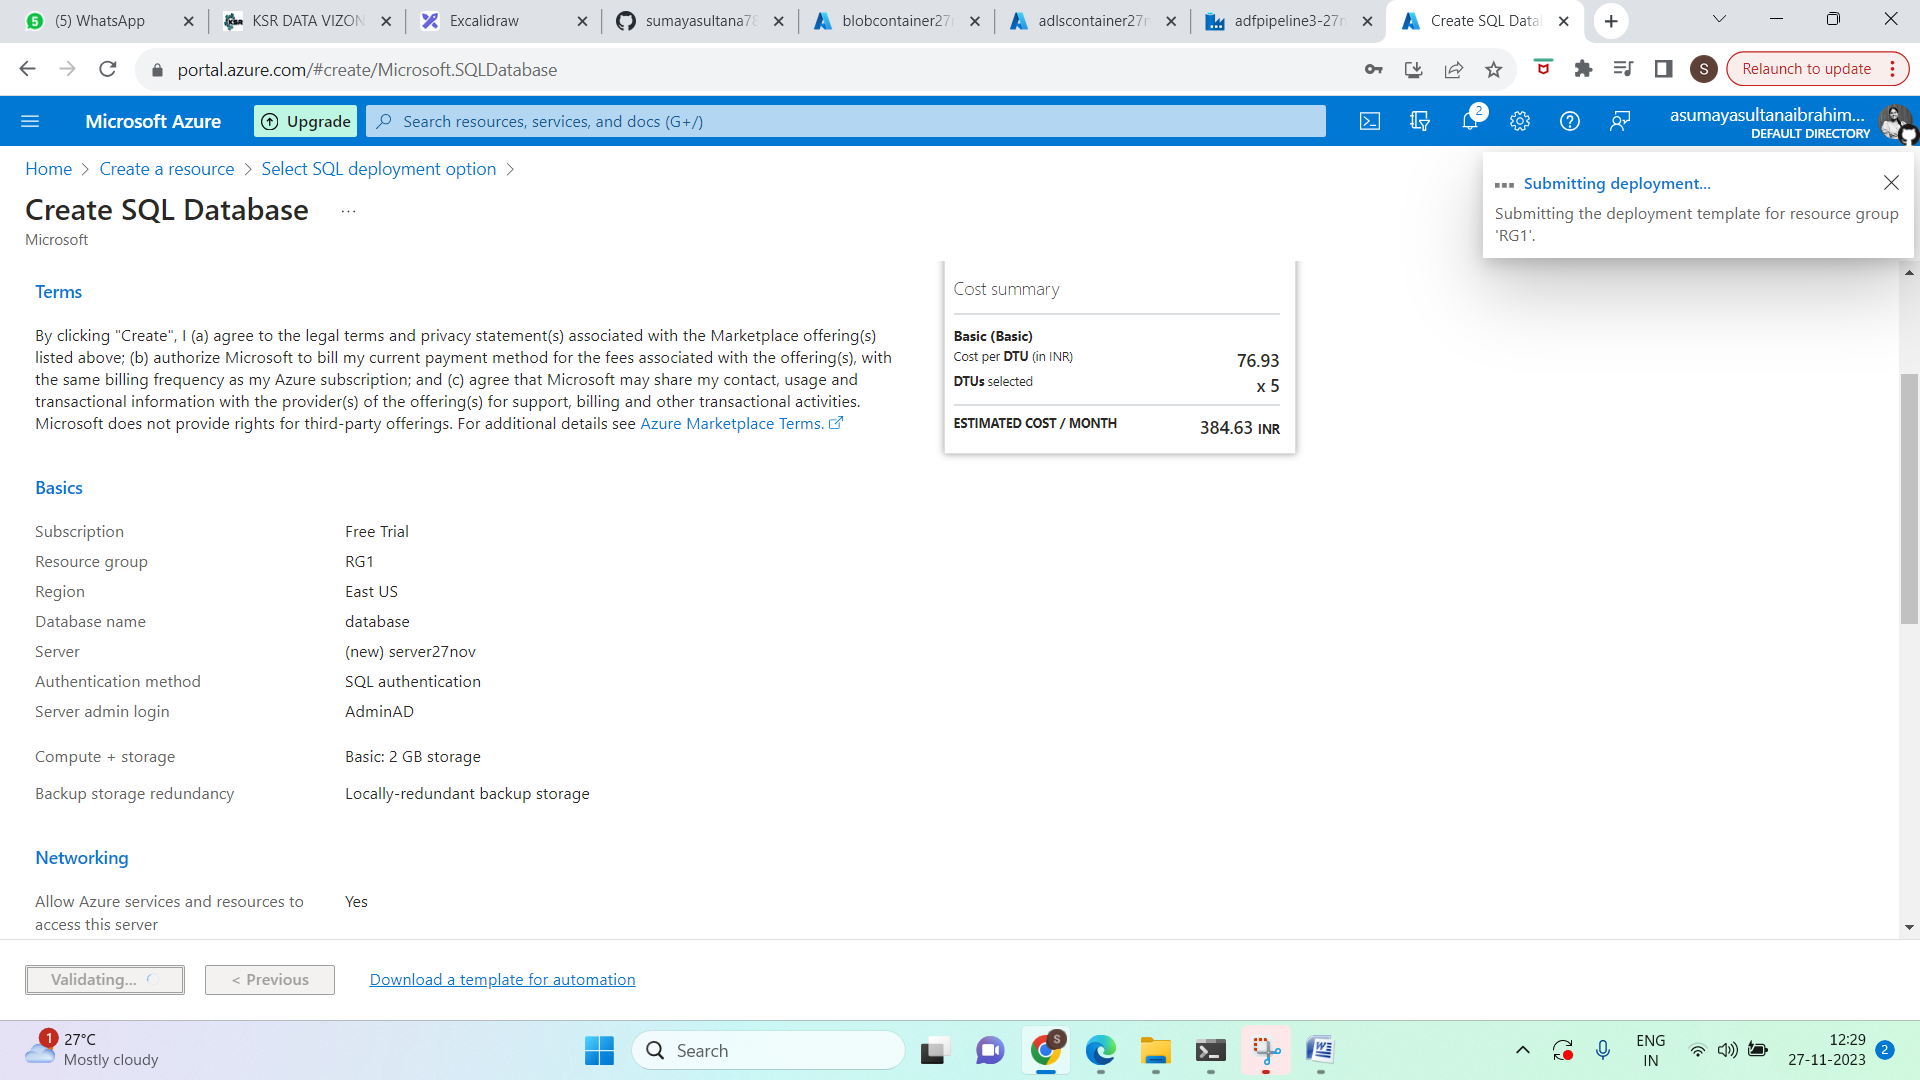 (5) WhatsApp
KSR DATA VIZON
Excalidraw
sumayasultana78
blobcontainer27n
adlscontainer27n
adfpipeline3-27n
Create SQL Datab
portal.azure.com/#create/Microsoft.SQLDatabase
S
Relaunch to update
Microsoft Azure
Upgrade
Search resources, services, and docs (G+/)
2
asumayasultanaibrahim...
DEFAULT DIRECTORY
Home > Create a resource > Select SQL deployment option >
Create SQL Database ...
Microsoft
Submitting deployment...
Submitting the deployment template for resource group
'RG1'.
Terms
By clicking "Create", I (a) agree to the legal terms and privacy statement(s) associated with the Marketplace offering(s)
listed above; (b) authorize Microsoft to bill my current payment method for the fees associated with the offering(s), with
the same billing frequency as my Azure subscription; and (c) agree that Microsoft may share my contact, usage and
transactional information with the provider(s) of the offering(s) for support, billing and other transactional activities.
Microsoft does not provide rights for third-party offerings. For additional details see Azure Marketplace Terms.
Cost summary
Basic (Basic)
Cost per DTU (in INR) 76.93
DTUs selected x 5
ESTIMATED COST / MONTH 384.63 INR
Basics
Subscription Free Trial
Resource group RG1
Region East US
Database name database
Server (new) server27nov
Authentication method SQL authentication
Server admin login AdminAD
Compute + storage Basic: 2 GB storage
Backup storage redundancy Locally-redundant backup storage
Networking
Allow Azure services and resources to Yes
access this server
Validating...
< Previous
Download a template for automation
1
27°C
Mostly cloudy
Search
S
ENG
IN
12:29
27-11-2023
2